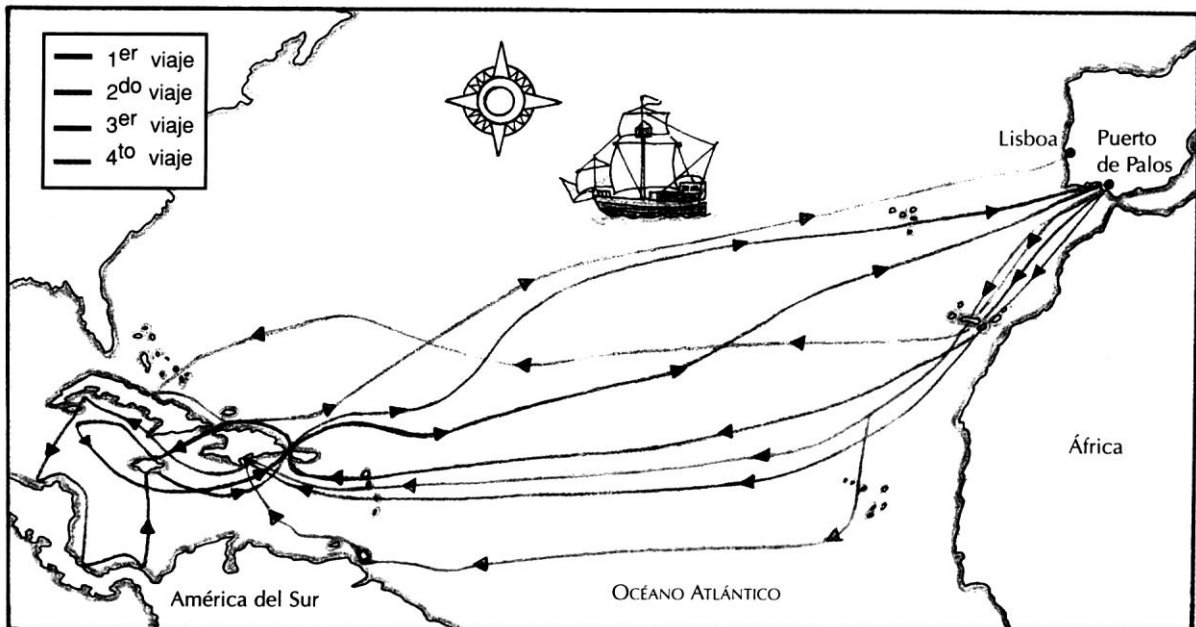 1er viaje
2do viaje
3er viaje
4to viaje
Lisboa
Puerto
de Palos
África
América del Sur
OCÉANO ATLÁNTICO